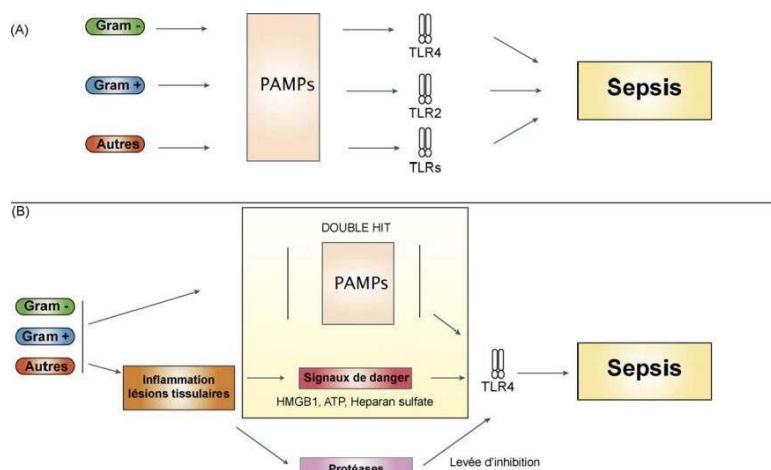 (A)
Gram -
Gram +
Autres
PAMPs
TLR4
TLR2
TLRs
Sepsis
(B)
DOUBLE HIT
PAMPs
Gram -
Gram +
Autres
Inflammation
lésions tissulaires
Signaux de danger
HMGB1, ATP, Heparan sulfate
TLR4
Sepsis
Protéases
Levée d'inhibition